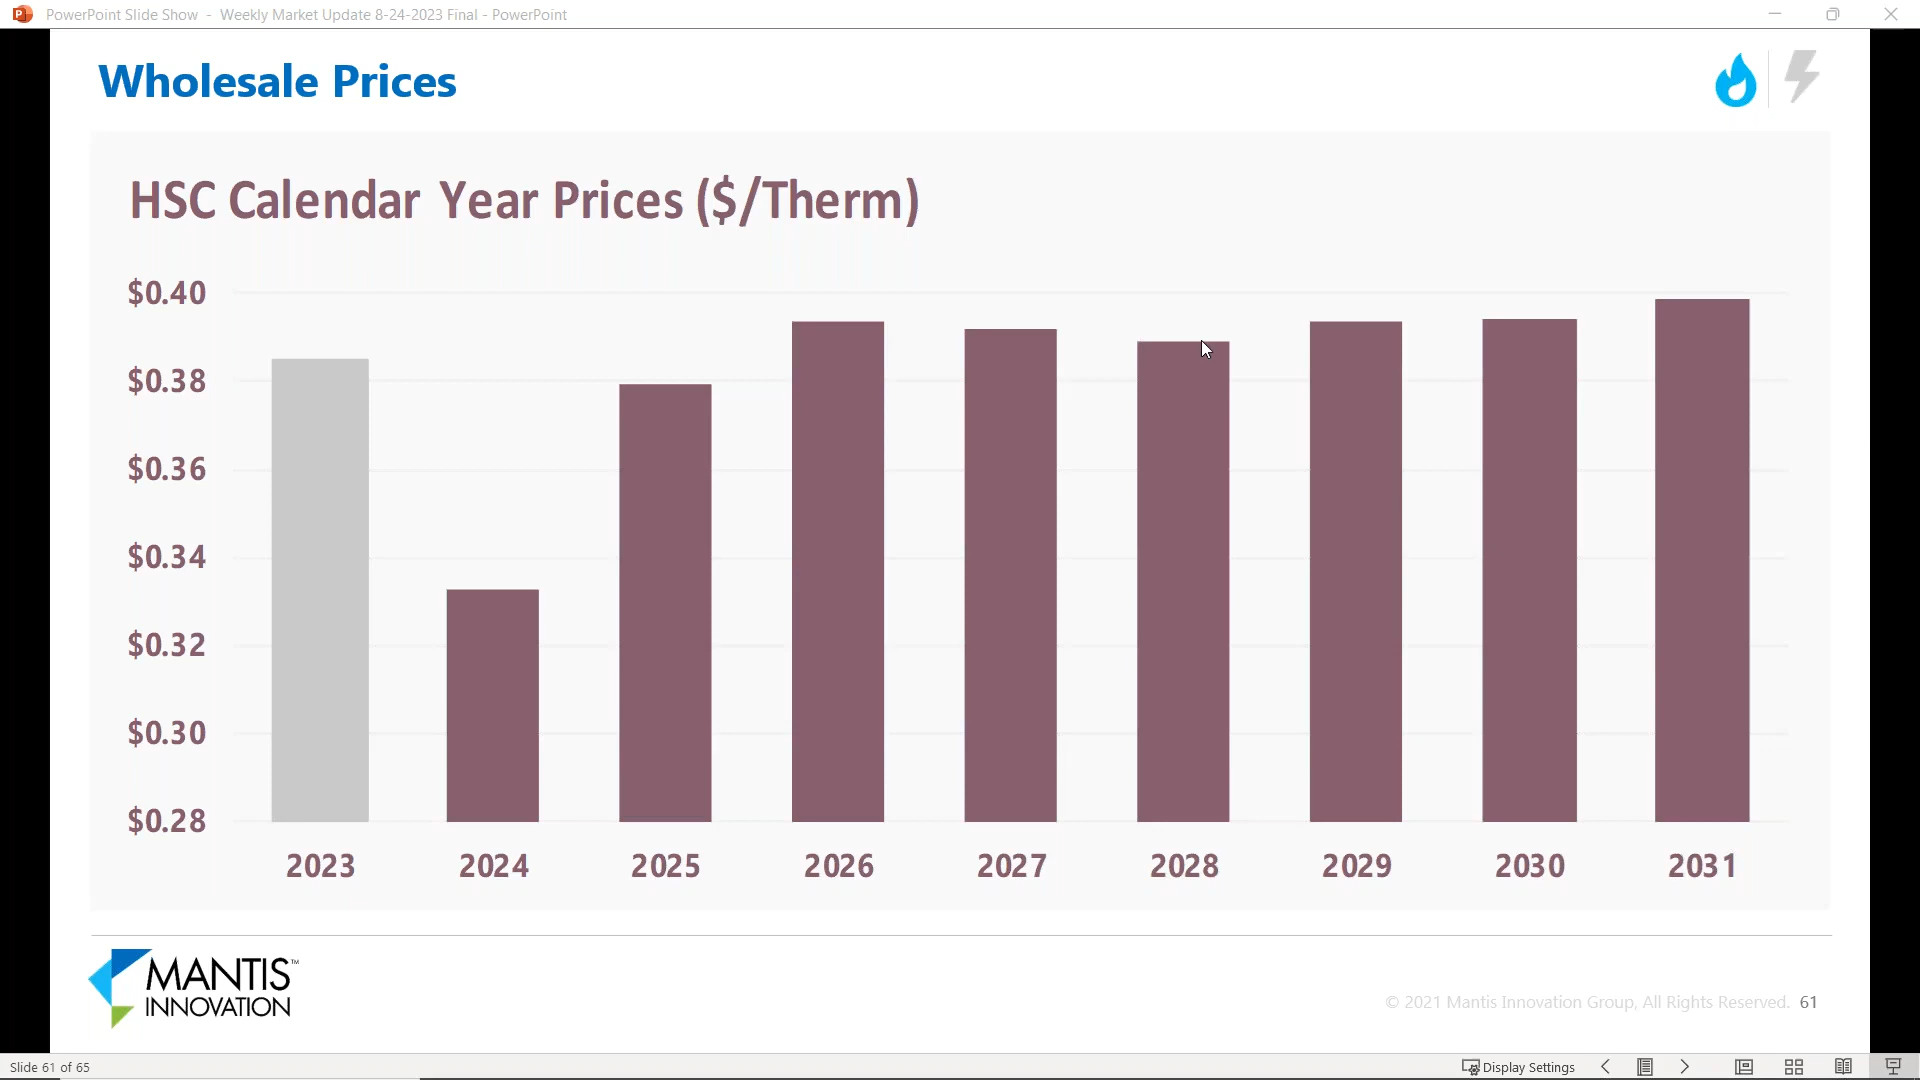 PowerPoint Slide Show - Weekly Market Update 8-24-2023 Final - PowerPoint
Wholesale Prices
HSC Calendar Year Prices ($/Therm)
$0.40
$0.38
$0.36
$0.34
$0.32
$0.30
$0.28
2023 2024 2025 2026 2027 2028 2029 2030 2031
MANTIS™
INNOVATION
© 2021 Mantis Innovation Group, All Rights Reserved. 61
Slide 61 of 65 Display Settings